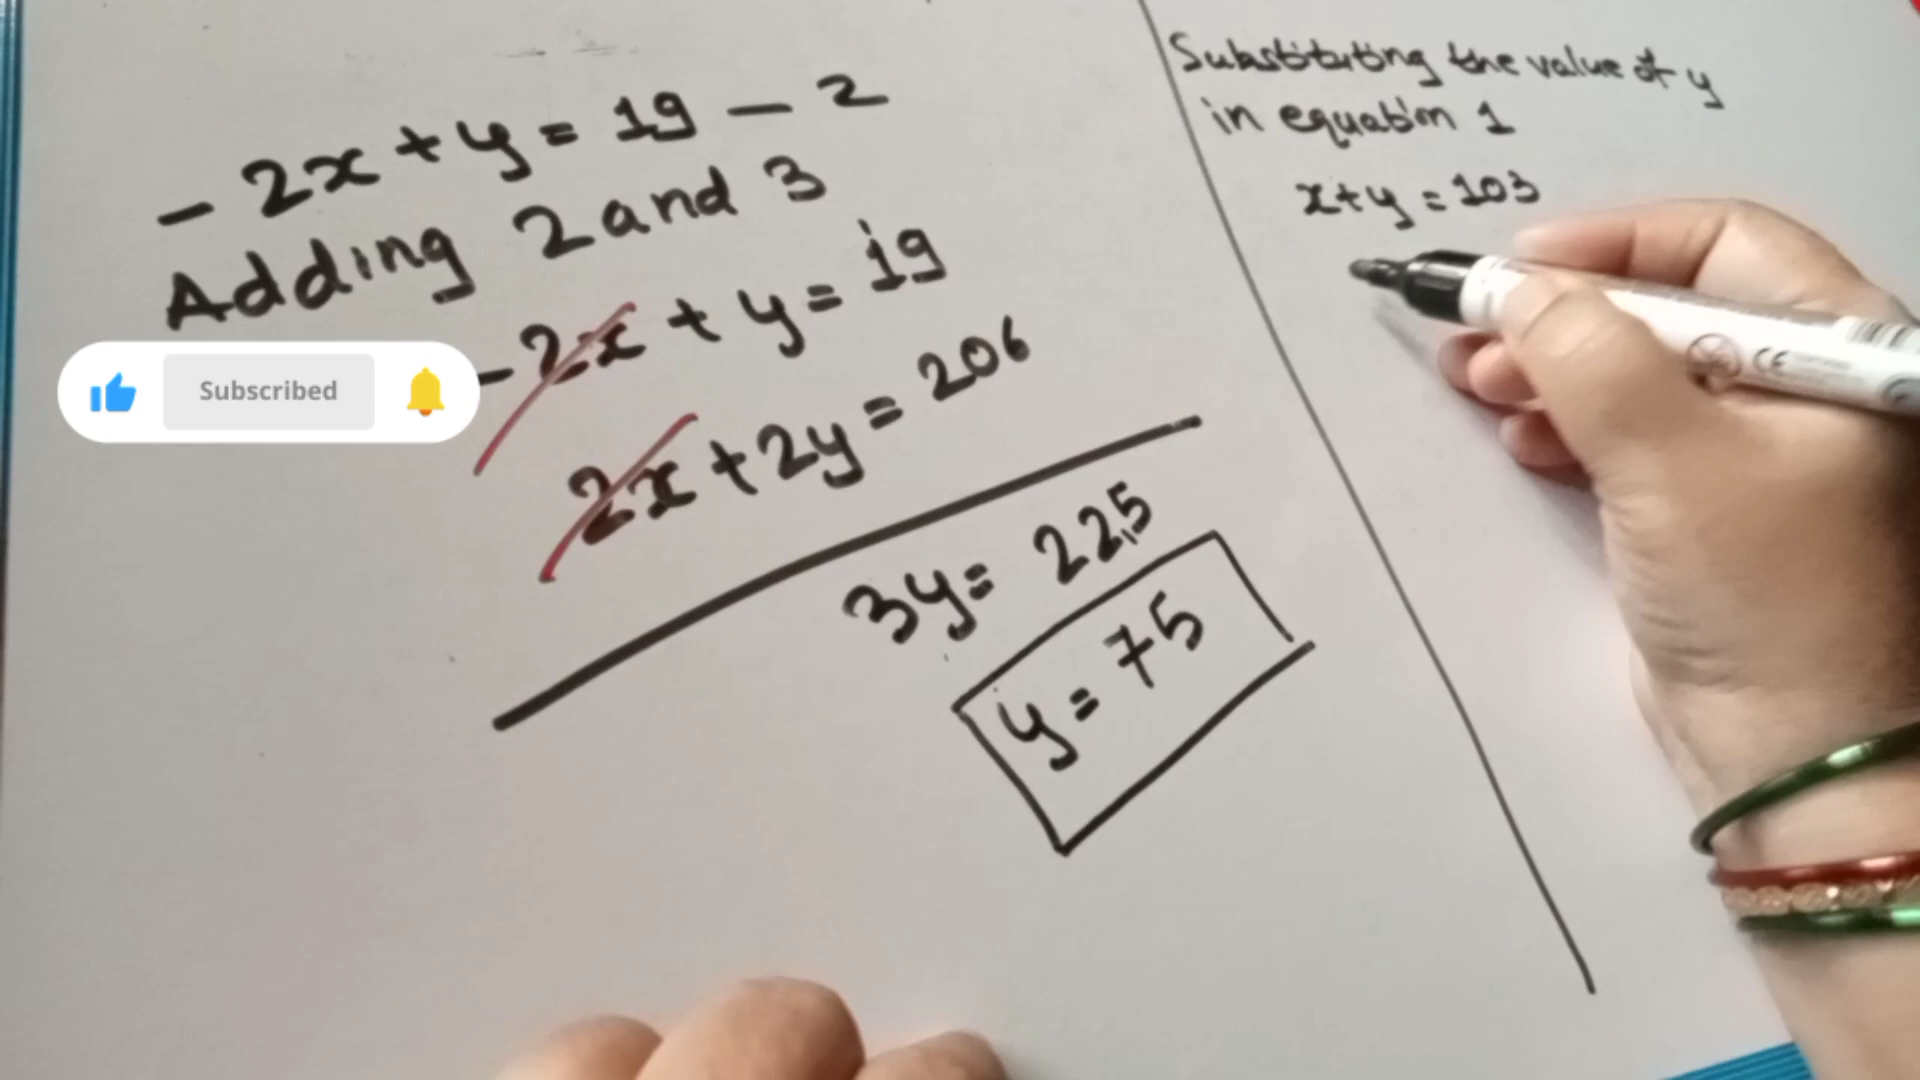 - 2x + y = 19 — 2
Adding 2 and 3
- 2x + y = 19
2x + 2y = 206
3y = 225
y = 75
Substituting the value of y
in equation 1
x+y = 103
Subscribed
CE